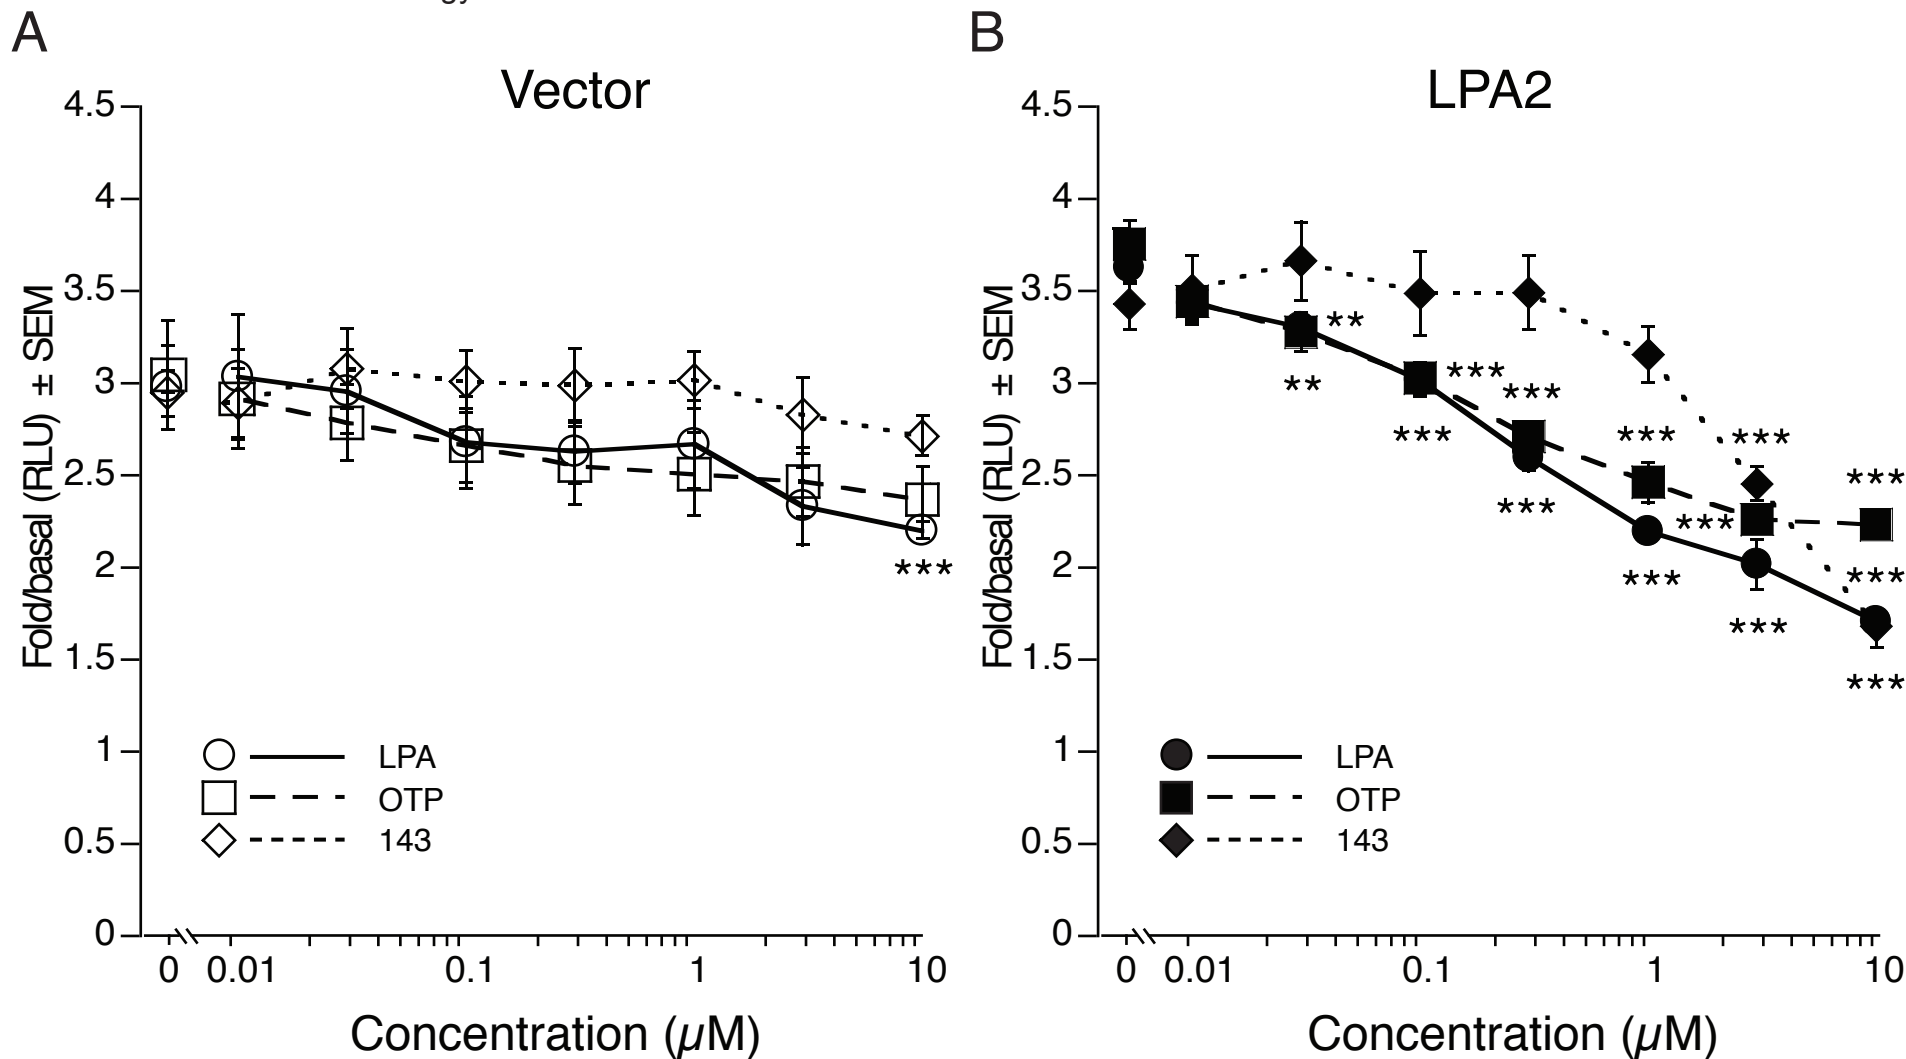 gy
A
B
Vector
LPA2
4.5
4
3.5
3
2.5
2
1.5
1
0.5
0
Fold/basal (RLU) ± SEM
***
LPA
OTP
143
0 0.01 0.1 1 10
Concentration (µM)
4.5
4
3.5
3
2.5
2
1.5
1
0.5
0
Fold/basal (RLU) ± SEM
**
**
***
***
***
***
***
***
***
***
***
***
***
***
LPA
OTP
143
0 0.01 0.1 1 10
Concentration (µM)